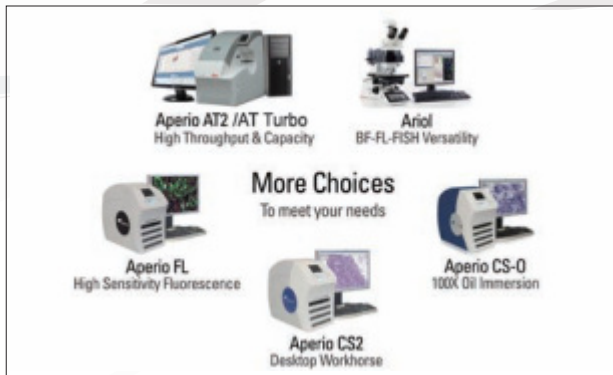 Aperio AT2 /AT Turbo
High Throughput & Capacity
Ariol
BF-FL-FISH Versatility
More Choices
To meet your needs
Aperio FL
High Sensitivity Fluorescence
Aperio CS-O
100X Oil Immersion
Aperio CS2
Desktop Workhorse